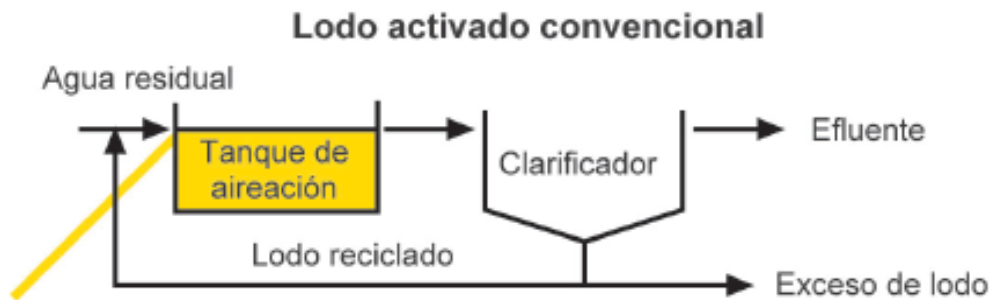 Lodo activado convencional
Agua residual
Tanque de
aireación
Clarificador
Efluente
Lodo reciclado
Exceso de lodo